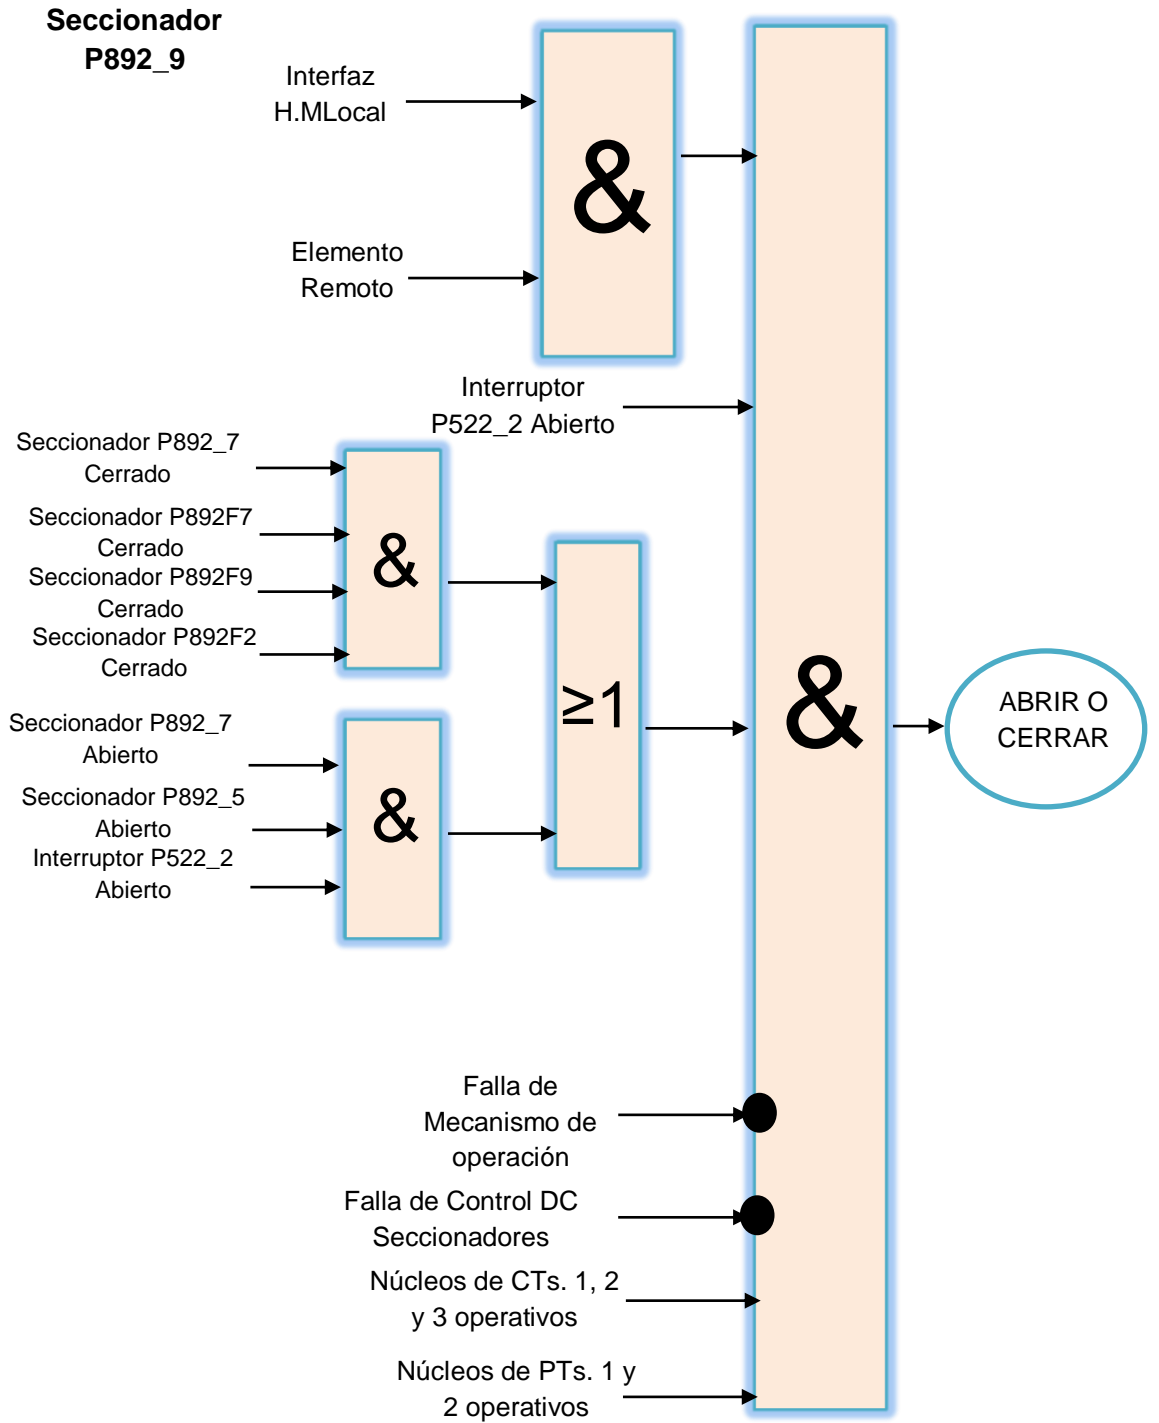 Seccionador
P892_9
Interfaz
H.MLocal
&
Elemento
Remoto
Interruptor
P522_2 Abierto
Seccionador P892_7
Cerrado
Seccionador P892F7
Cerrado
Seccionador P892F9
Cerrado
Seccionador P892F2
Cerrado
&
Seccionador P892_7
Abierto
Seccionador P892_5
Abierto
Interruptor P522_2
Abierto
&
≥1
&
ABRIR O
CERRAR
Falla de
Mecanismo de
operación
Falla de Control DC
Seccionadores
Núcleos de CTs. 1, 2
y 3 operativos
Núcleos de PTs. 1 y
2 operativos